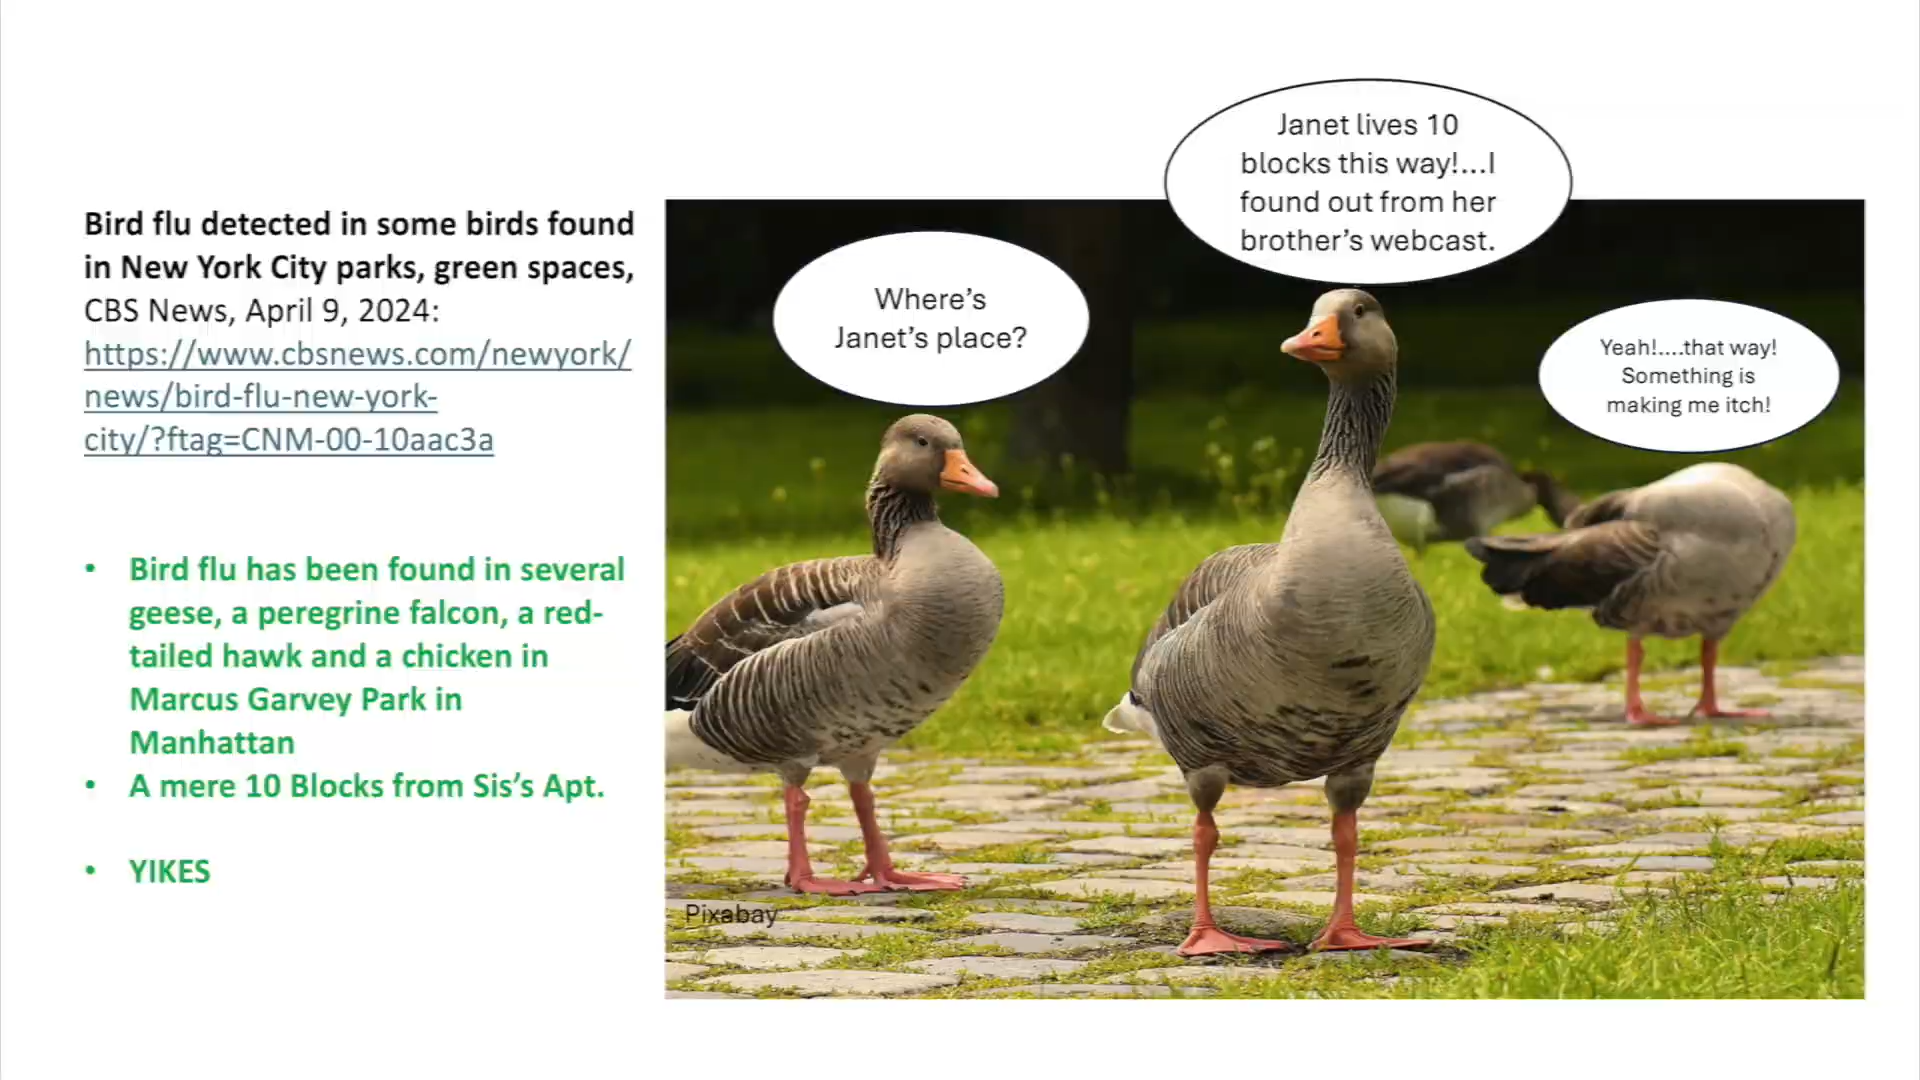 Bird flu detected in some birds found
in New York City parks, green spaces,
CBS News, April 9, 2024:
https://www.cbsnews.com/newyork/
news/bird-flu-new-york-
city/?ftag=CNM-00-10aac3a
• Bird flu has been found in several
geese, a peregrine falcon, a red-
tailed hawk and a chicken in
Marcus Garvey Park in
Manhattan
• A mere 10 Blocks from Sis’s Apt.
• YIKES
Where’s
Janet’s place?
Janet lives 10
blocks this way!...I
found out from her
brother’s webcast.
Yeah!....that way!
Something is
making me itch!
Pixabay